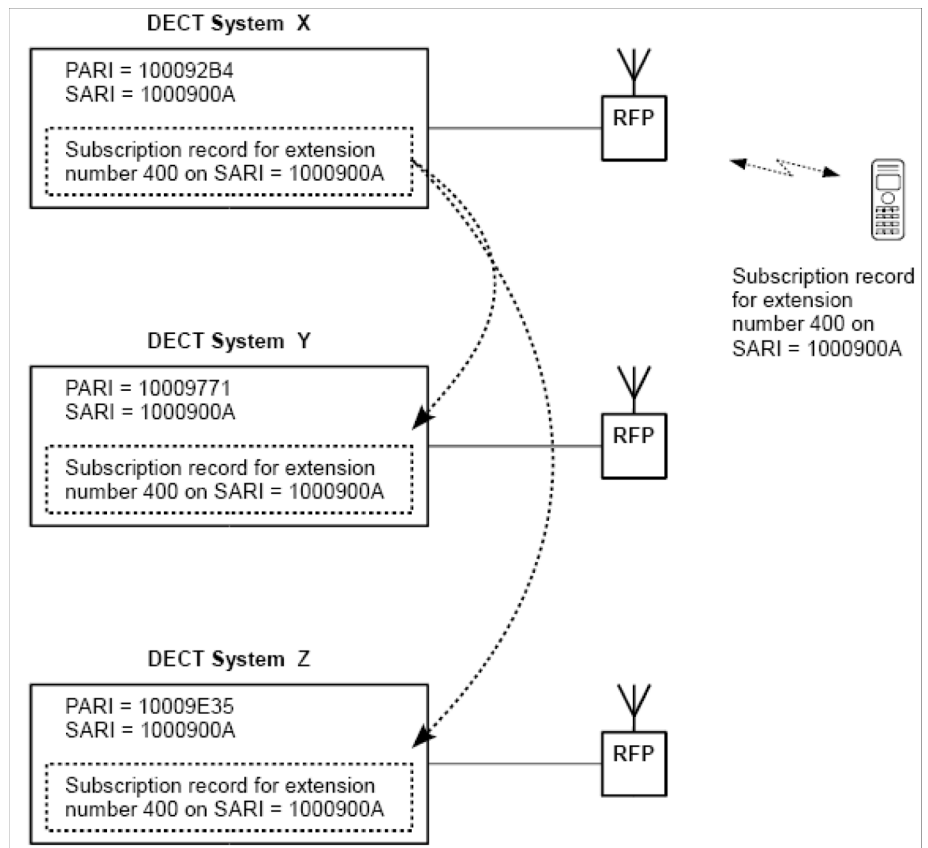 DECT System X
PARI = 100092B4
SARI = 1000900A
Subscription record for extension
number 400 on SARI = 1000900A
RFP
Subscription record
for extension
number 400 on
SARI = 1000900A
DECT System Y
PARI = 10009771
SARI = 1000900A
Subscription record for extension
number 400 on SARI = 1000900A
RFP
DECT System Z
PARI = 10009E35
SARI = 1000900A
Subscription record for extension
number 400 on SARI = 1000900A
RFP